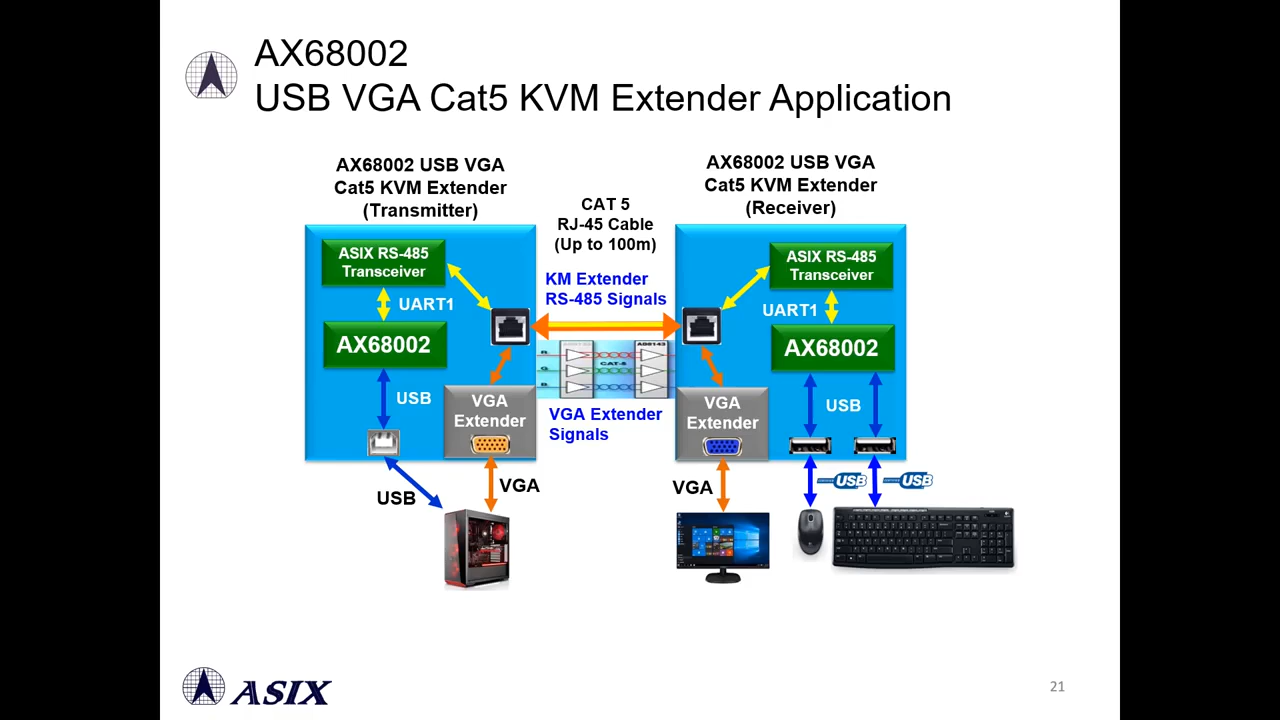 AX68002
USB VGA Cat5 KVM Extender Application
AX68002 USB VGA
Cat5 KVM Extender
(Transmitter)
CAT 5
RJ-45 Cable
(Up to 100m)
AX68002 USB VGA
Cat5 KVM Extender
(Receiver)
ASIX RS-485
Transceiver
UART1
AX68002
USB
VGA
Extender
KM Extender
RS-485 Signals
AD8143
R
G
B
CAT-5
VGA Extender
Signals
ASIX RS-485
Transceiver
UART1
AX68002
VGA
Extender
USB
USB
VGA
VGA
USB
USB
ASIX
21